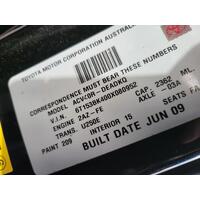 TOYOTA MOTOR CORPORATION AUSTRALIA
CORRESPONDENCE MUST BEAR THESE NUMBERS
MODEL ACV40R-DEADKQ
V.I.N. 6T153BK400X080952
ENGINE 2AZ-FE CAP. 2362 ML.
TRANS. U250E AXLE -03A
PAINT 209 INTERIOR 15 SEATS
BUILT DATE JUN 09